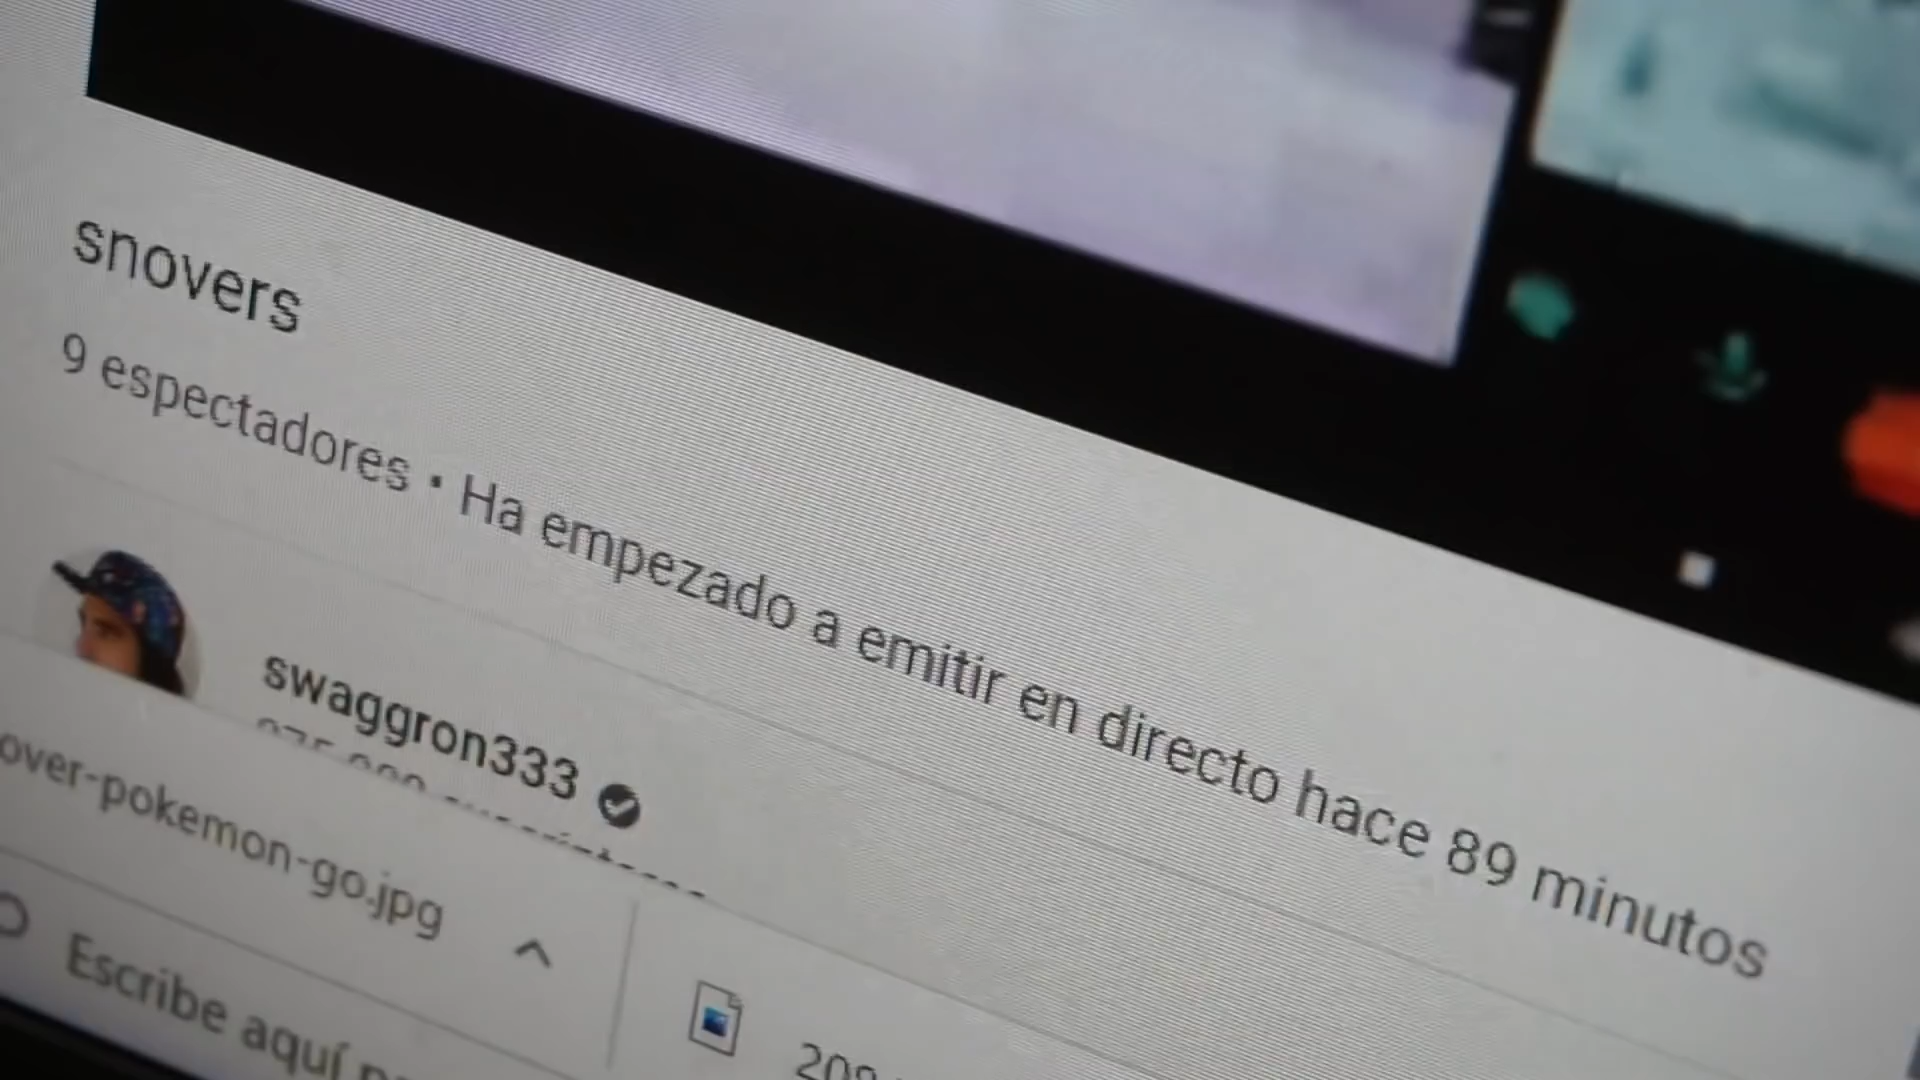 snovers
9 espectadores • Ha empezado a emitir en directo hace 89 minutos
swaggron333
over-pokemon-go.jpg
Escribe aquí